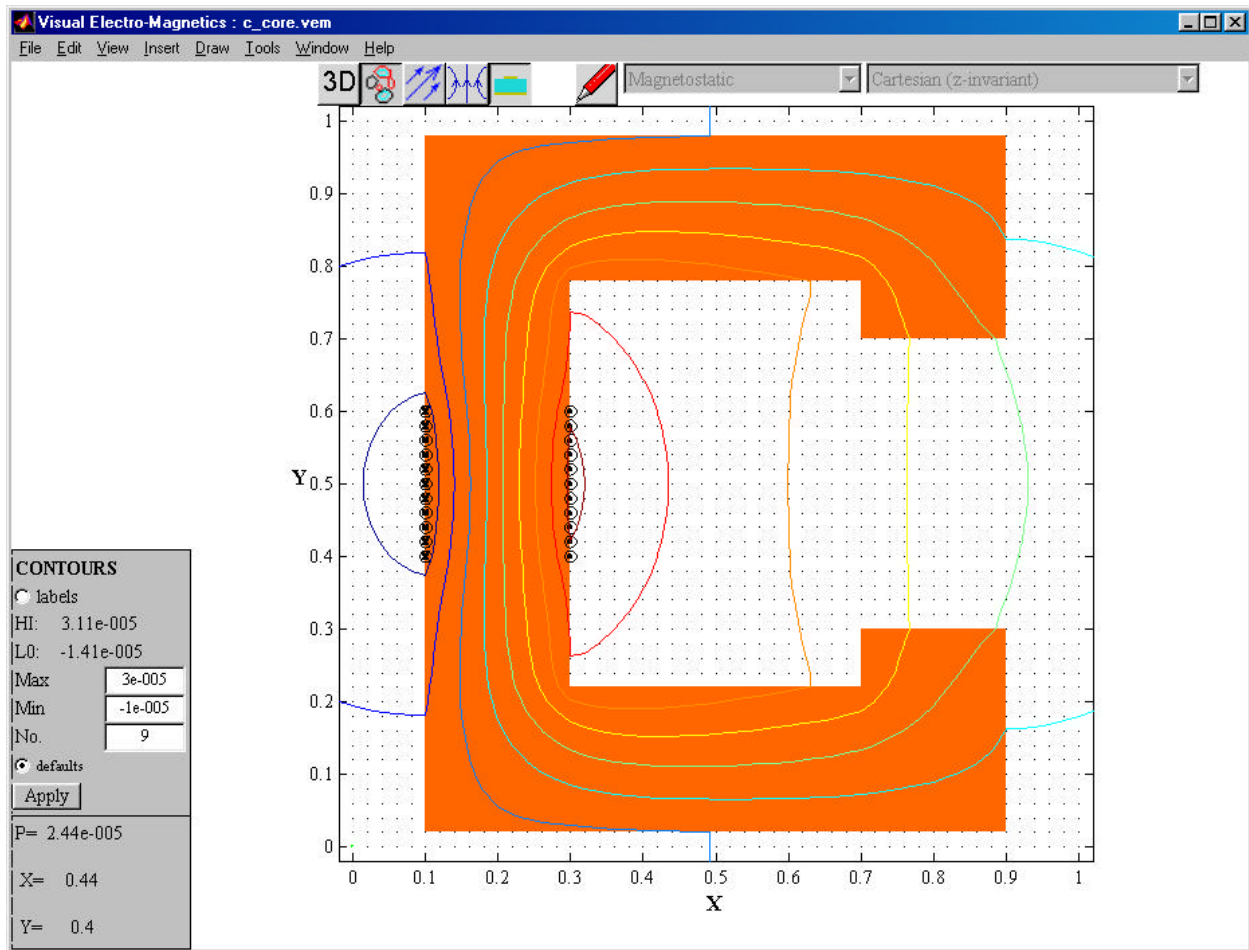 Visual Electro-Magnetics : c_core.vem
File Edit View Insert Draw Tools Window Help
3D Magnetostatic Cartesian (z-invariant)
1
0.9
0.8
0.7
0.6
Y 0.5
0.4
0.3
0.2
0.1
0
0 0.1 0.2 0.3 0.4 0.5 0.6 0.7 0.8 0.9 1
X
CONTOURS
labels
HI: 3.11e-005
L0: -1.41e-005
Max 3e-005
Min -1e-005
No. 9
defaults
Apply
P= 2.44e-005
X= 0.44
Y= 0.4